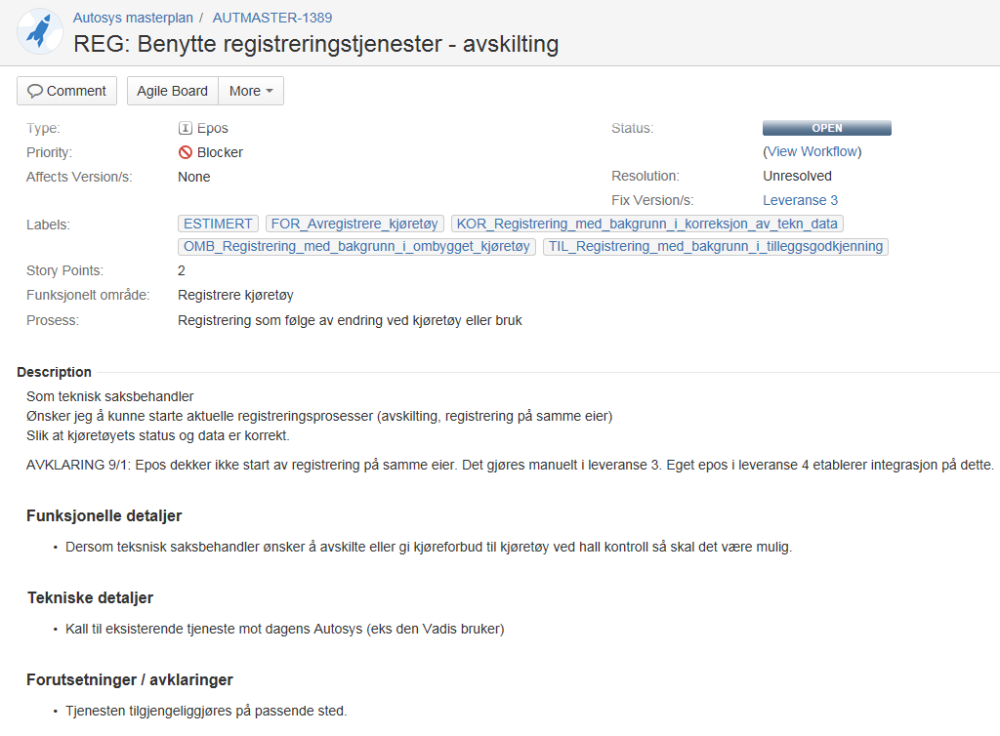 Autosys masterplan / AUTMASTER-1389
REG: Benytte registreringstjenester - avskilting
Comment Agile Board More
Type: Epos Status: OPEN
(View Workflow)
Priority: Blocker
Affects Version/s: None Resolution: Unresolved
Fix Version/s: Leveranse 3
Labels: ESTIMERT FOR_Avregistrere_kjøretøy KOR_Registrering_med_bakgrunn_i_korreksjon_av_tekn_data
OMB_Registrering_med_bakgrunn_i_ombygget_kjøretøy TIL_Registrering_med_bakgrunn_i_tilleggsgodkjenning
Story Points: 2
Funksjonelt område: Registrere kjøretøy
Prosess: Registrering som følge av endring ved kjøretøy eller bruk
Description
Som teknisk saksbehandler
Ønsker jeg å kunne starte aktuelle registreringsprosesser (avskilting, registrering på samme eier)
Slik at kjøretøyets status og data er korrekt.
AVKLARING 9/1: Epos dekker ikke start av registrering på samme eier. Det gjøres manuelt i leveranse 3. Eget epos i leveranse 4 etablerer integrasjon på dette.
Funksjonelle detaljer
• Dersom teksnisk saksbehandler ønsker å avskilte eller gi kjøreforbud til kjøretøy ved hall kontroll så skal det være mulig.
Tekniske detaljer
• Kall til eksisterende tjeneste mot dagens Autosys (eks den Vadis bruker)
Forutsetninger / avklaringer
• Tjenesten tilgjengeliggjøres på passende sted.